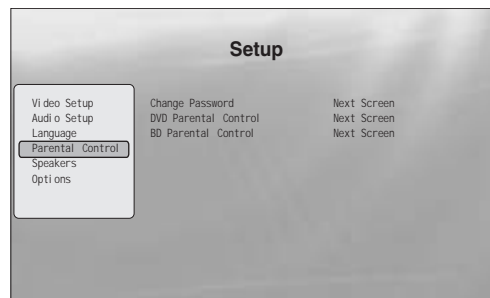 Setup
Video Setup
Audio Setup
Language
Parental Control
Speakers
Options
Change Password Next Screen
DVD Parental Control Next Screen
BD Parental Control Next Screen